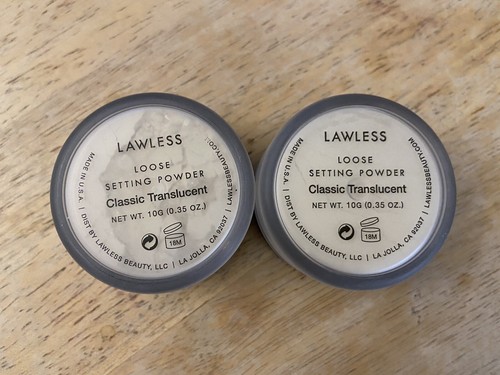 LAWLESS
LOOSE
SETTING POWDER
Classic Translucent
NET WT. 10G (0.35 OZ.)
18M
MADE IN U.S.A. | DIST BY LAWLESS BEAUTY, LLC | LA JOLLA, CA 92037 | LAWLESSBEAUTY.COM
LAWLESS
LOOSE
SETTING POWDER
Classic Translucent
NET WT. 10G (0.35 OZ.)
18M
MADE IN U.S.A. | DIST BY LAWLESS BEAUTY, LLC | LA JOLLA, CA 92037 | LAWLESSBEAUTY.COM